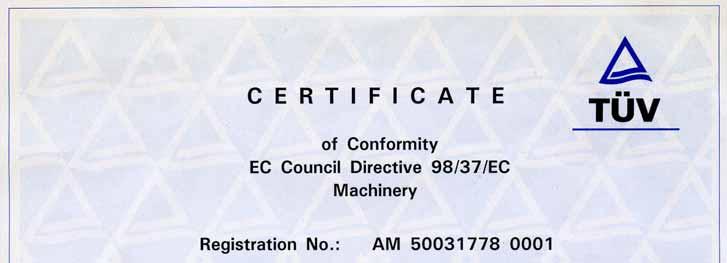 CERTIFICATE
TÜV
of Conformity
EC Council Directive 98/37/EC
Machinery
Registration No.: AM 50031778 0001